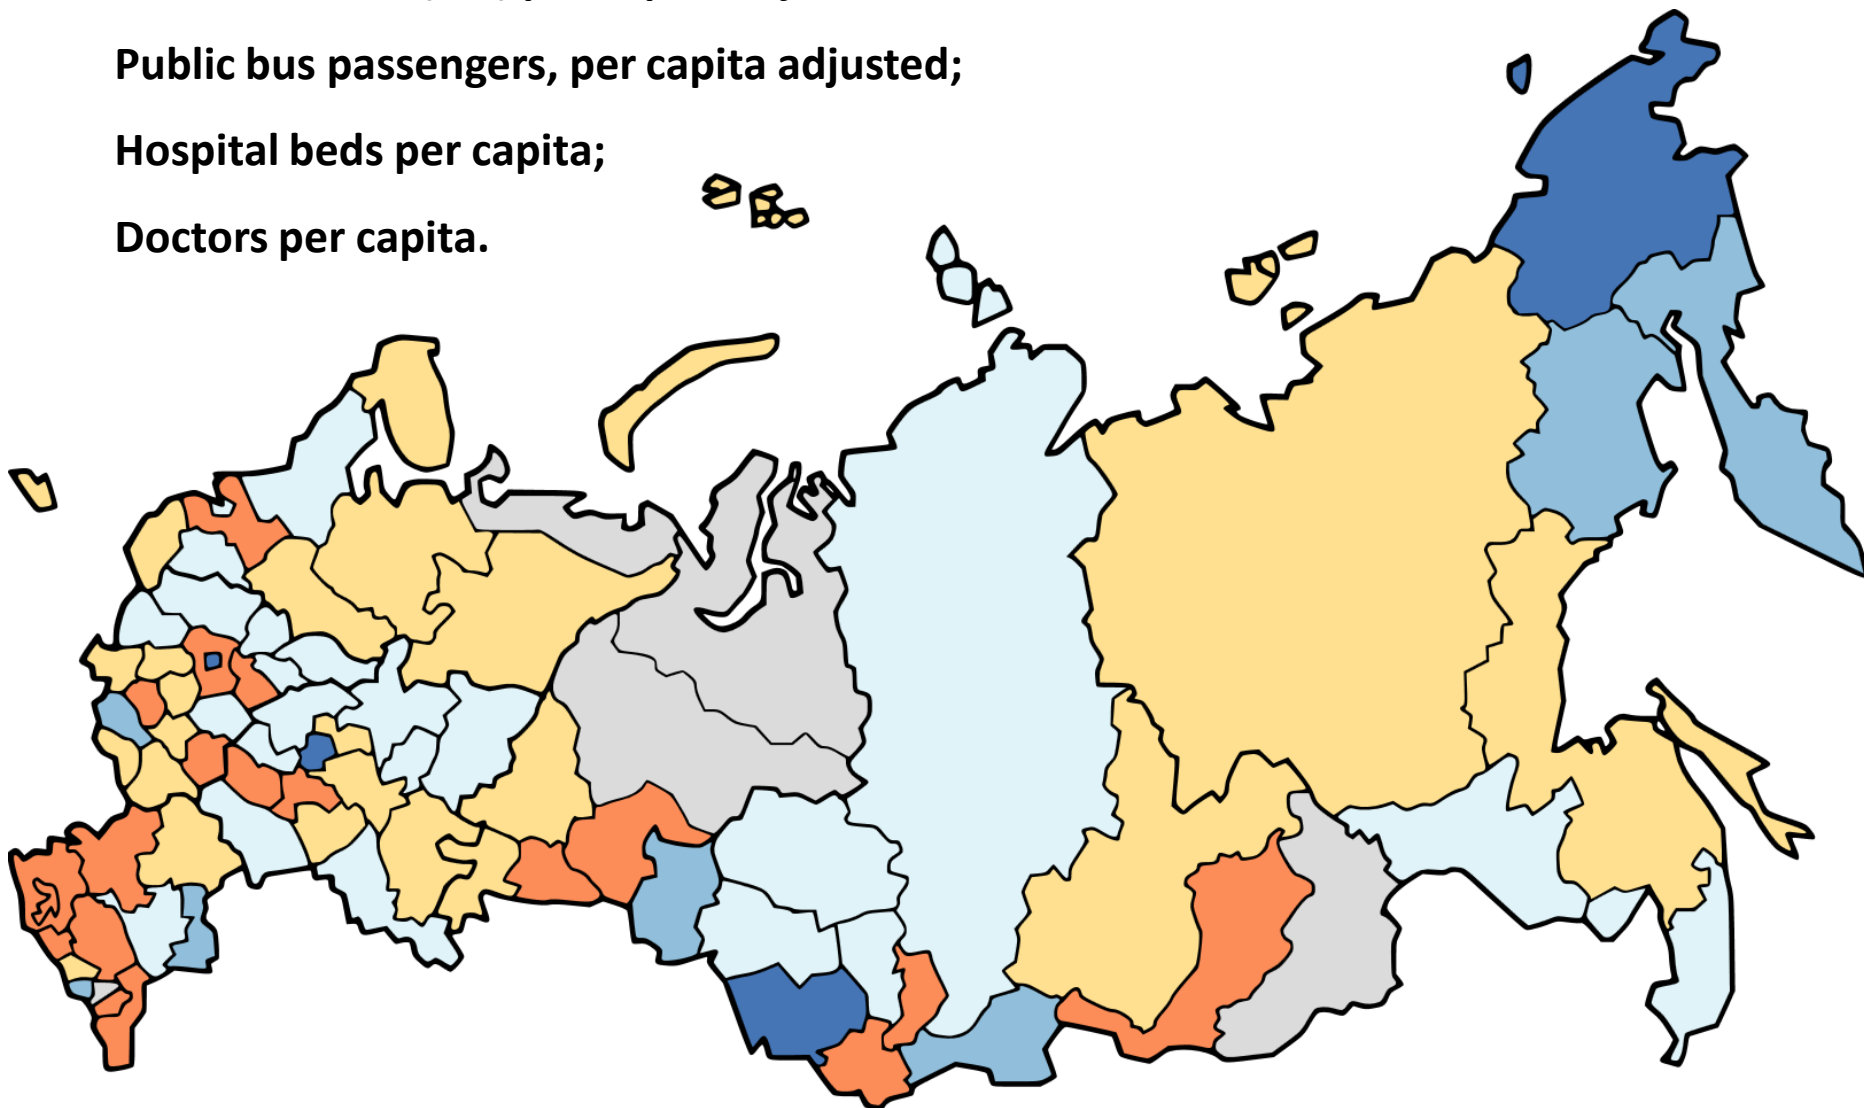 Public bus passengers, per capita adjusted;
Hospital beds per capita;
Doctors per capita.